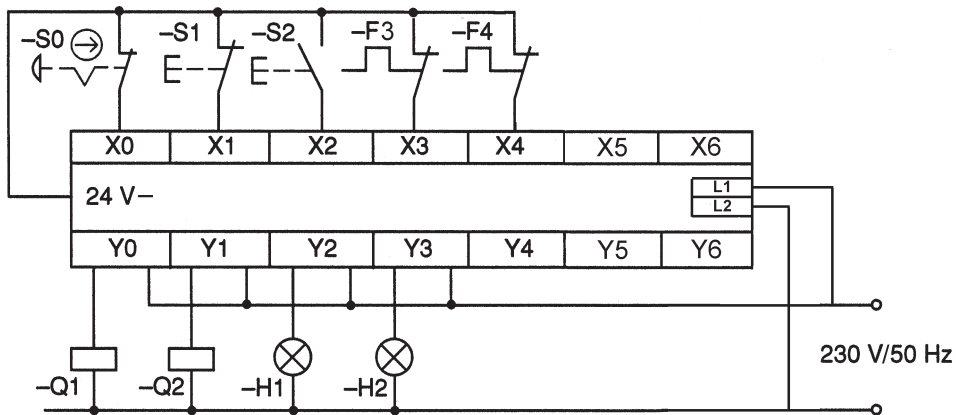 –S0 –S1 –S2 –F3 –F4
X0 X1 X2 X3 X4 X5 X6
24 V–
L1
L2
Y0 Y1 Y2 Y3 Y4 Y5 Y6
230 V/50 Hz
–Q1 –Q2 –H1 –H2